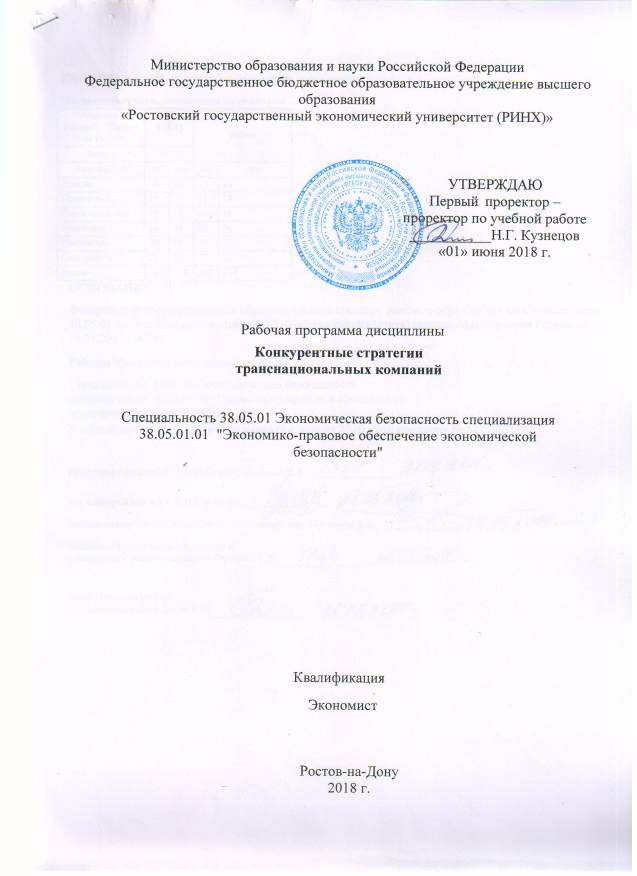 Министерство образования и науки Российской Федерации
Федеральное государственное бюджетное образовательное учреждение высшего
образования
«Ростовский государственный экономический университет (РИНХ)»
УТВЕРЖДАЮ
Первый проректор –
проректор по учебной работе
Н.Г. Кузнецов
«01» июня 2018 г.
Рабочая программа дисциплины
Конкурентные стратегии
транснациональных компаний
Специальность 38.05.01 Экономическая безопасность специализация
38.05.01.01 "Экономико-правовое обеспечение экономической
безопасности"
Квалификация
Экономист
Ростов-на-Дону
2018 г.